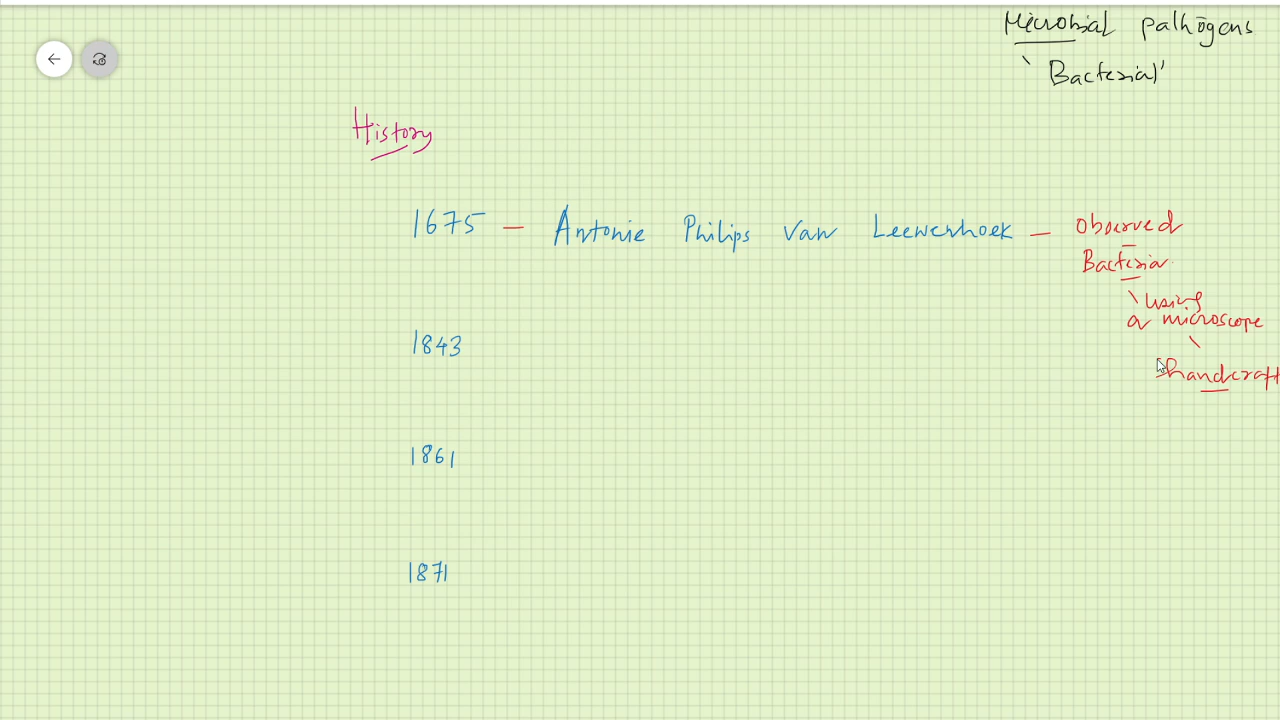 Microbial pathogens
'Bacterial'
History
1675 – Antonie Philips Van Leewenhoek – Observed
Bacteria
using
a microscope
handcraft
1843
1861
1871